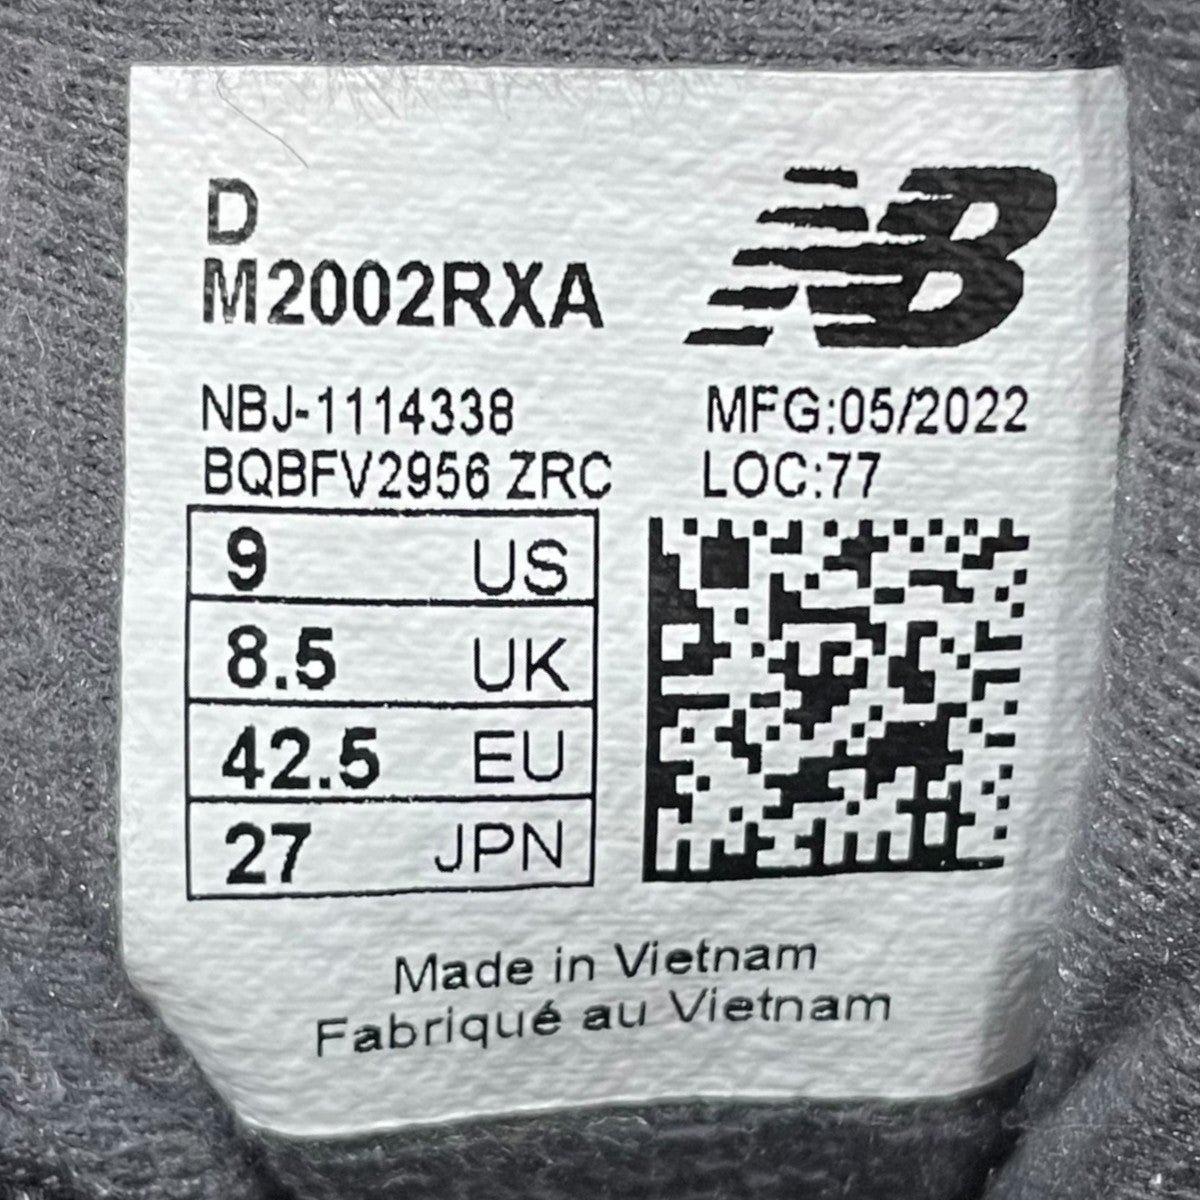 D
M2002RXA
NB
NBJ-1114338
MFG:05/2022
BQBFV2956 ZRC
LOC:77
9 US
8.5 UK
42.5 EU
27 JPN
Made in Vietnam
Fabriqué au Vietnam